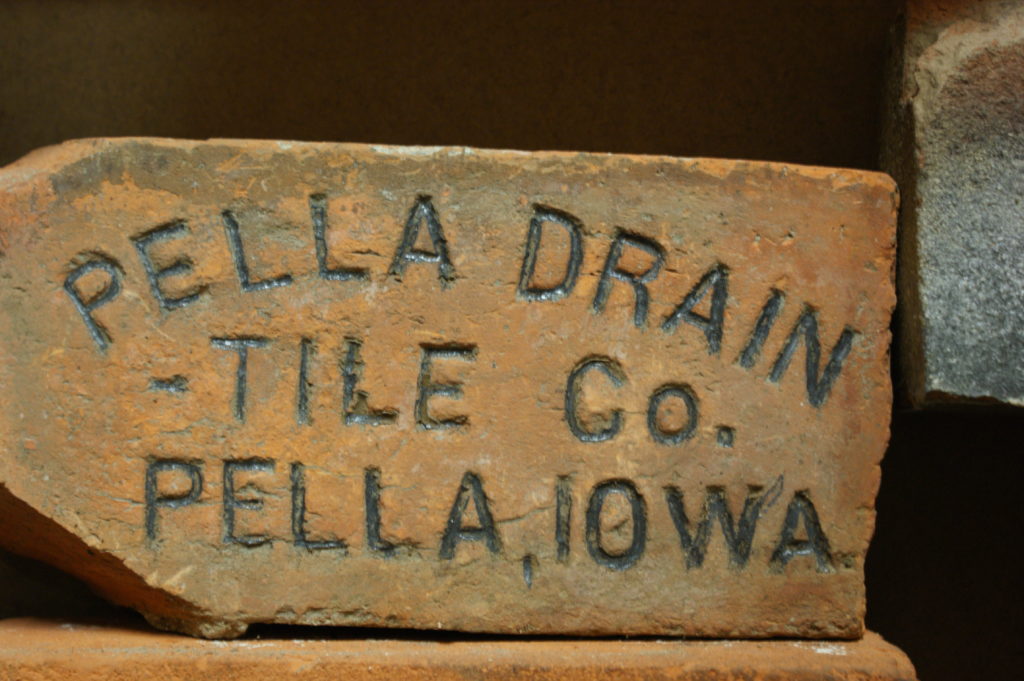 PELLA DRAIN
-TILE Co.
PELLA, IOWA